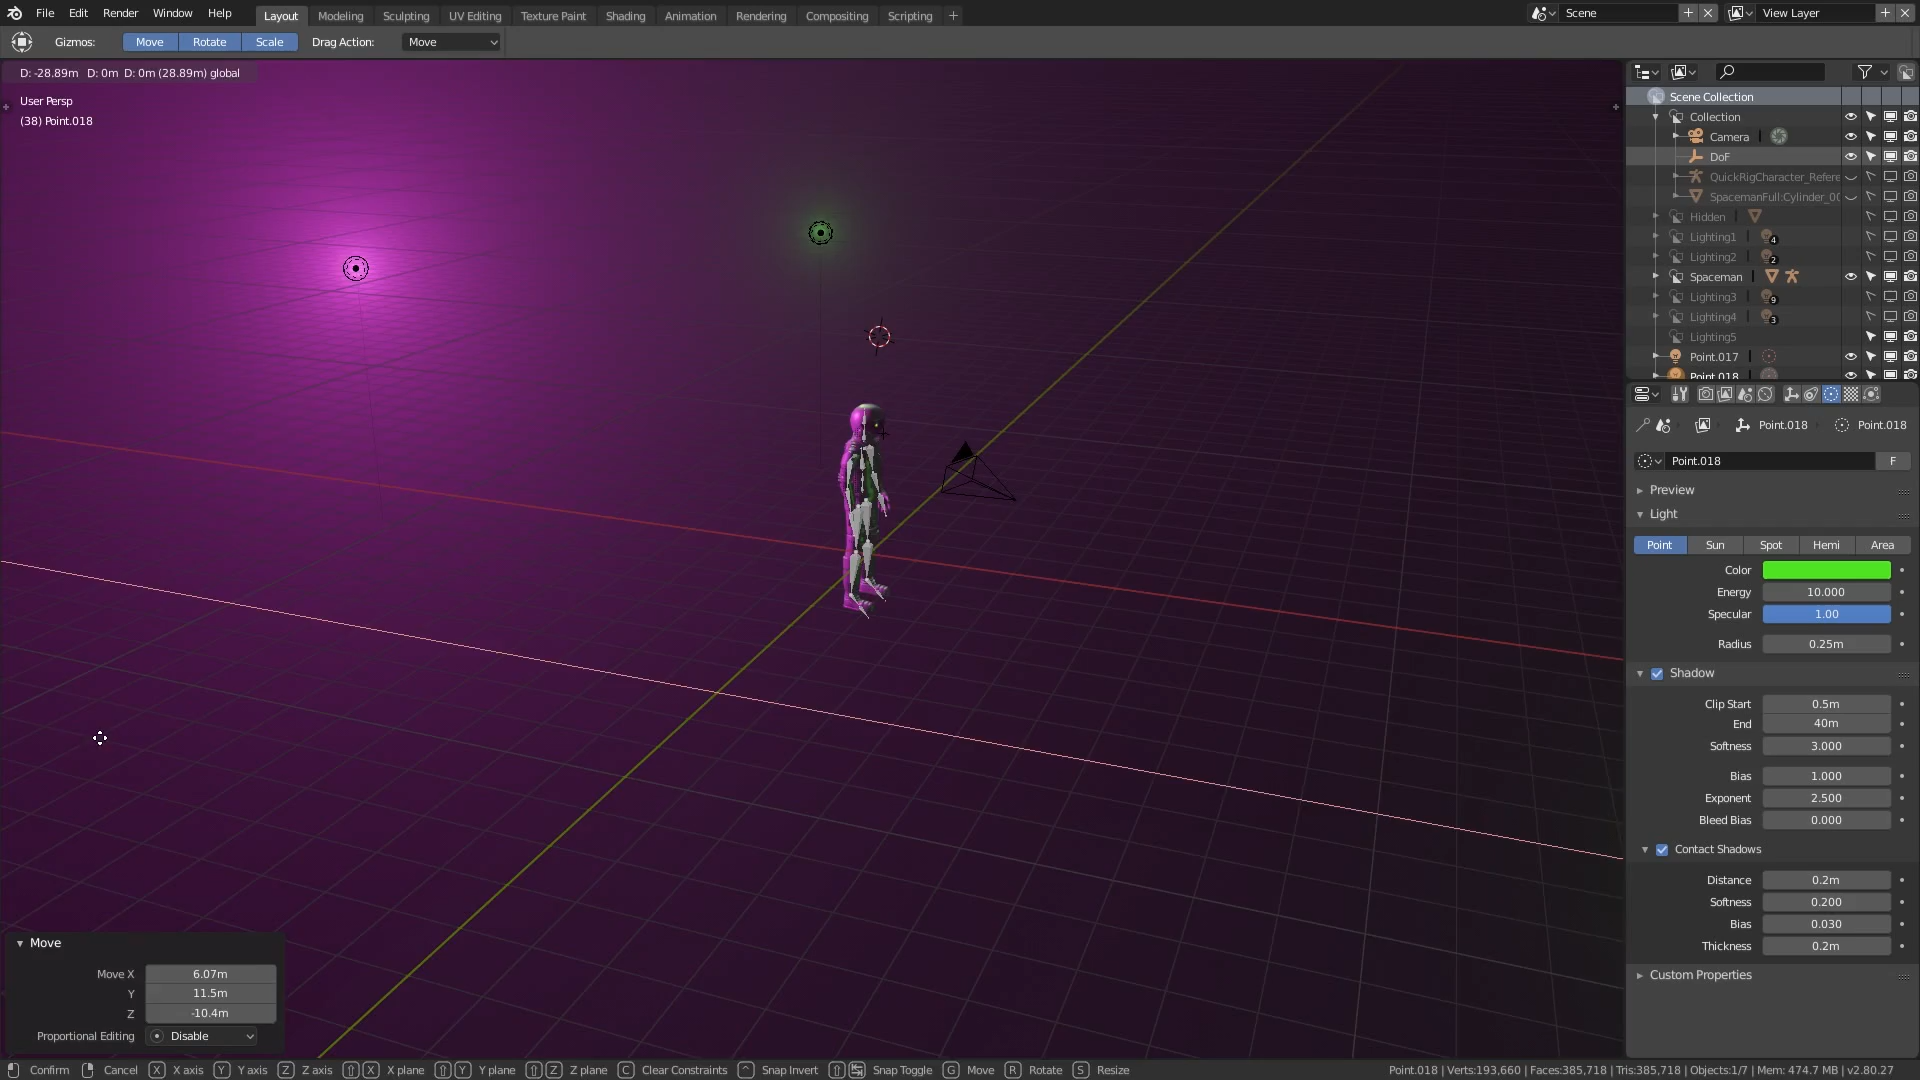 File Edit Render Window Help Layout Modeling Sculpting UV Editing Texture Paint Shading Animation Rendering Compositing Scripting + Scene View Layer
Gizmos: Move Rotate Scale Drag Action: Move
D: -28.89m D: 0m D: 0m (28.89m) global
User Persp
(38) Point.018
Scene Collection
Collection
Camera
DoF
QuickRigCharacter_Refere
SpacemanFull:Cylinder_00
Hidden
Lighting1 4
Lighting2 2
Spaceman
Lighting3 9
Lighting4 3
Lighting5
Point.017
Point.018
Point.018 Point.018
Point.018 F
Preview
Light
Point Sun Spot Hemi Area
Color
Energy 10.000
Specular 1.00
Radius 0.25m
Shadow
Clip Start 0.5m
End 40m
Softness 3.000
Bias 1.000
Exponent 2.500
Bleed Bias 0.000
Contact Shadows
Distance 0.2m
Softness 0.200
Bias 0.030
Thickness 0.2m
Custom Properties
Move
Move X 6.07m
Y 11.5m
Z -10.4m
Proportional Editing Disable
Confirm Cancel X X axis Y Y axis Z Z axis X X plane Y Y plane Z Z plane C Clear Constraints ^ Snap Invert Snap Toggle G Move R Rotate S Resize Point.018 | Verts:193,660 | Faces:385,718 | Tris:385,718 | Objects:1/7 | Mem: 474.7 MB | v2.80.27